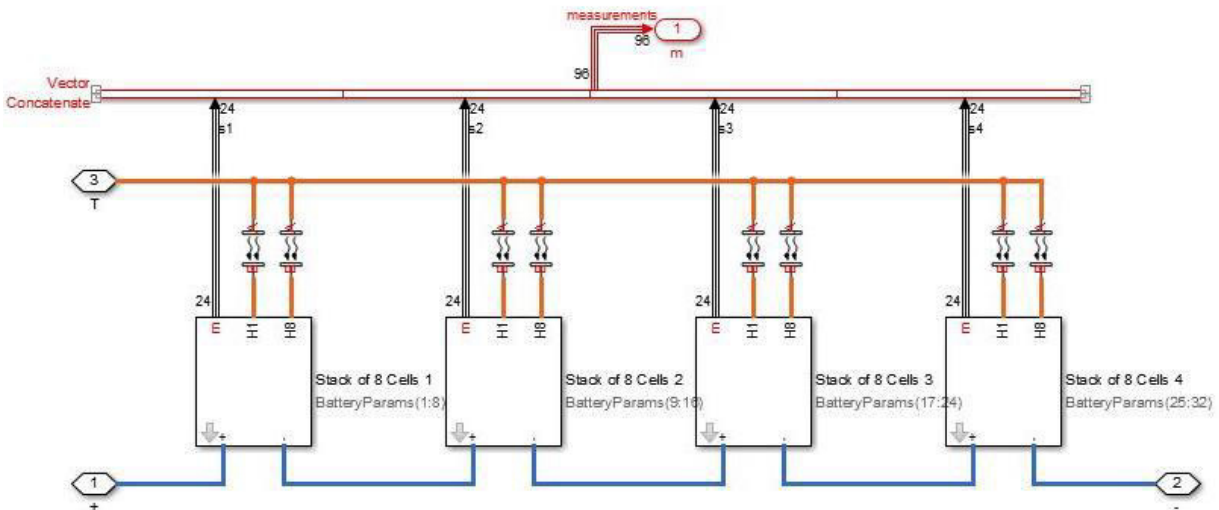 measurements
1
96
m
96
Vector
Concatenate
24
s1
24
s2
24
s3
24
s4
3
T
24
m
H1
H8
24
m
H1
H8
24
m
H1
H8
24
m
H1
H8
Stack of 8 Cells 1
BatteryParams(1:8)
Stack of 8 Cells 2
BatteryParams(9:16)
Stack of 8 Cells 3
BatteryParams(17:24)
Stack of 8 Cells 4
BatteryParams(25:32)
+
-
+
-
+
-
+
-
1
+
2
-